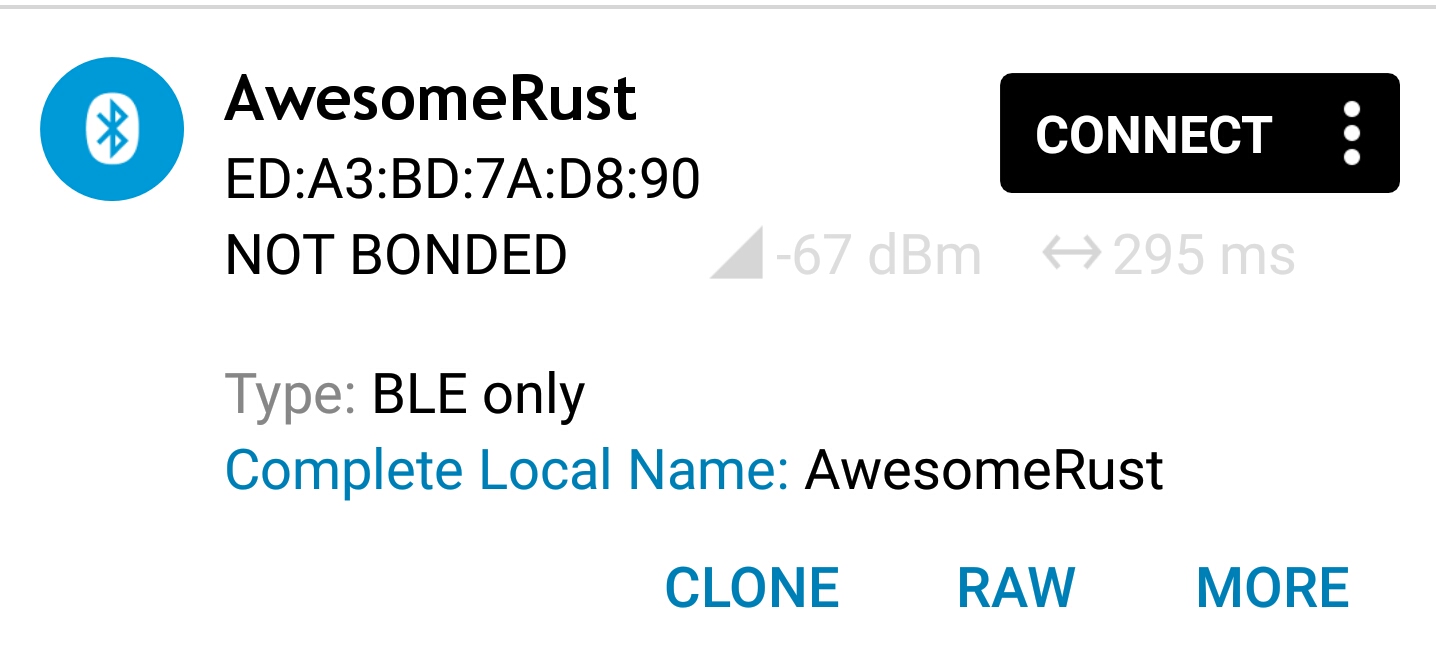 AwesomeRust
CONNECT
ED:A3:BD:7A:D8:90
NOT BONDED -67 dBm 295 ms
Type: BLE only
Complete Local Name: AwesomeRust
CLONE RAW MORE